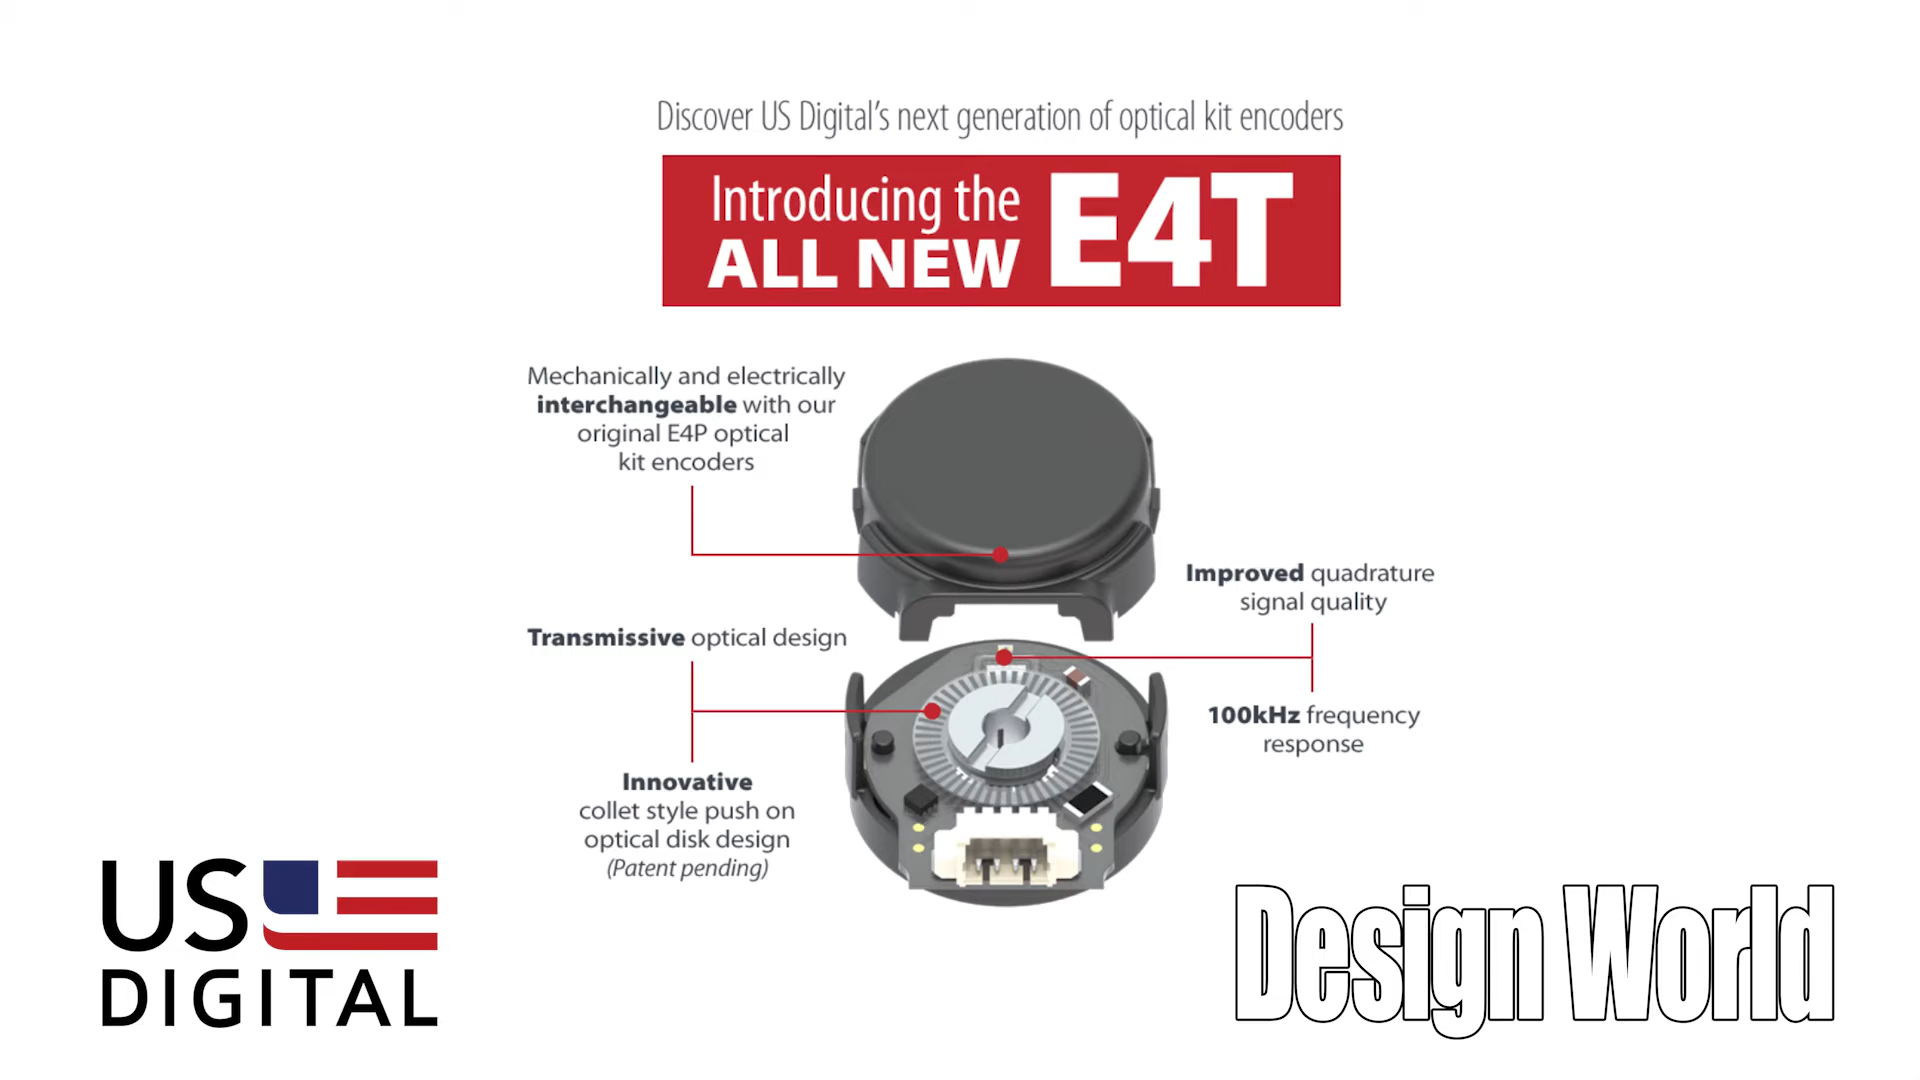 Discover US Digital's next generation of optical kit encoders
Introducing the
ALL NEW
E4T
Mechanically and electrically
interchangeable with our
original E4P optical
kit encoders
Improved quadrature
signal quality
Transmissive optical design
100kHz frequency
response
Innovative
collet style push on
optical disk design
(Patent pending)
US
DIGITAL
Design World